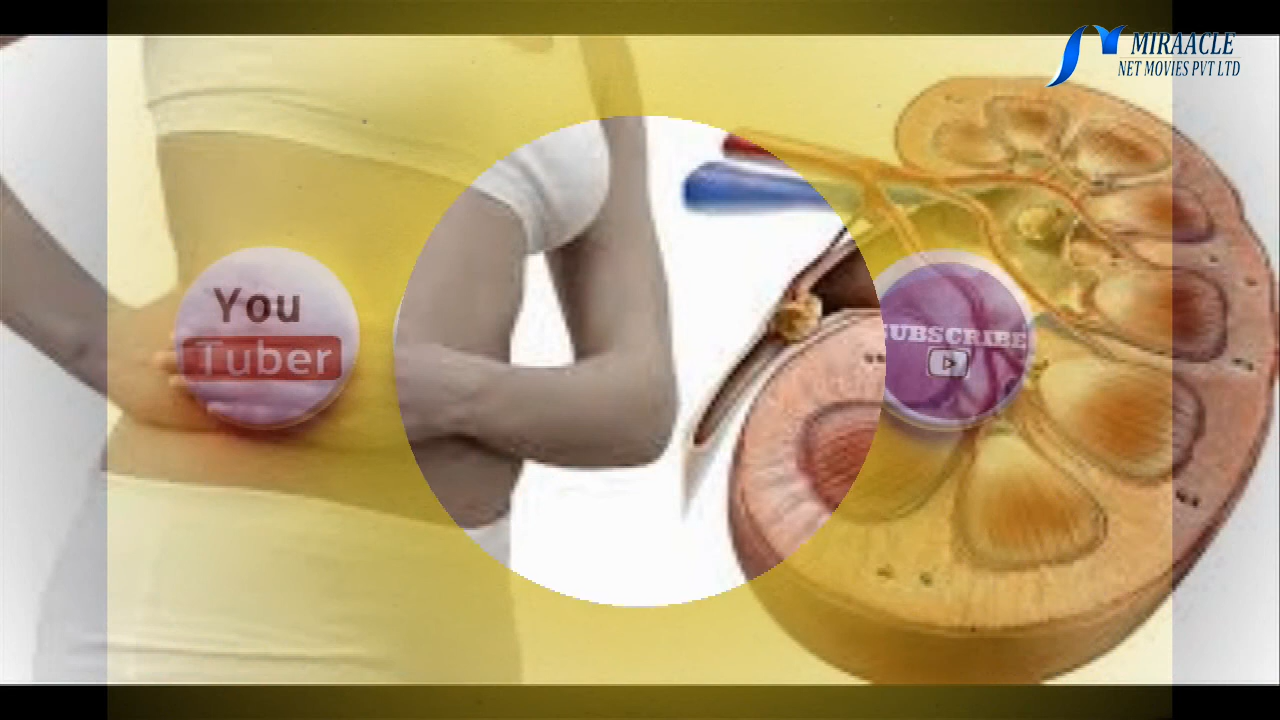 MIRAACLE
NET MOVIES PVT LTD
You
Tuber
SUBSCRIBE